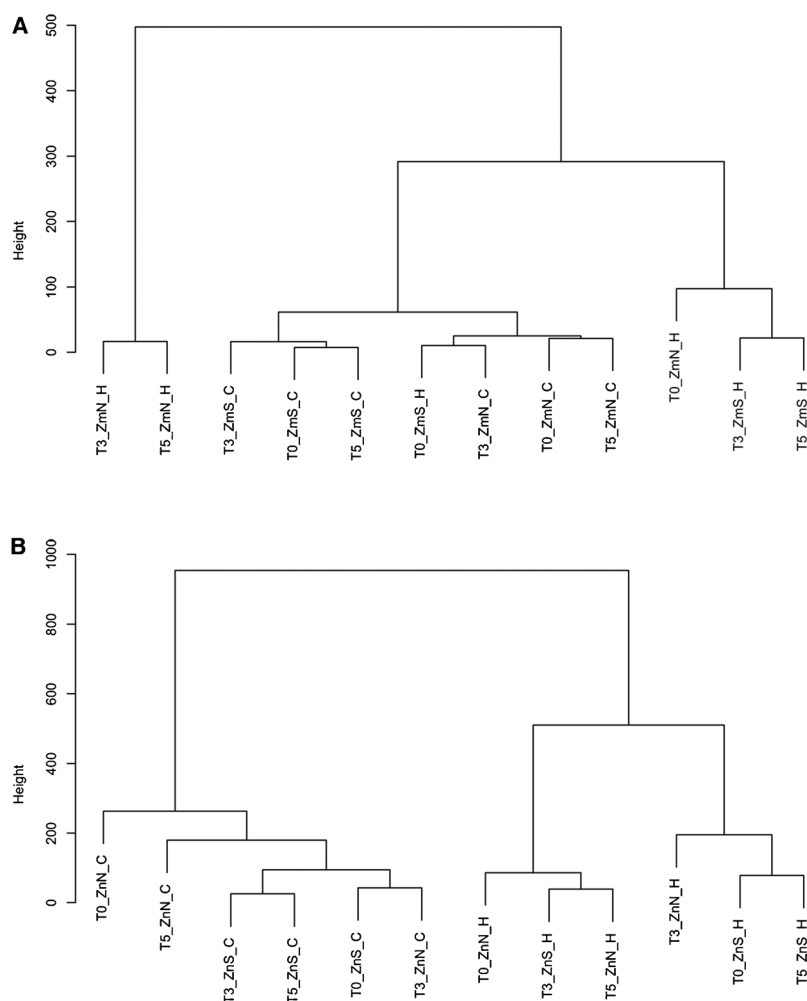 A
500
400
300
200
100
0
Height
T3_ZmN_H
T5_ZmN_H
T3_ZmS_C
T0_ZmS_C
T5_ZmS_C
T0_ZmS_H
T3_ZmN_C
T0_ZmN_C
T5_ZmN_C
T0_ZmN_H
T3_ZmS_H
T5_ZmS_H
B
1000
800
600
400
200
0
Height
T0_ZnN_C
T5_ZnN_C
T3_ZnS_C
T5_ZnS_C
T0_ZnS_C
T3_ZnN_C
T0_ZnN_H
T3_ZnS_H
T5_ZnN_H
T3_ZnN_H
T0_ZnS_H
T5_ZnS_H